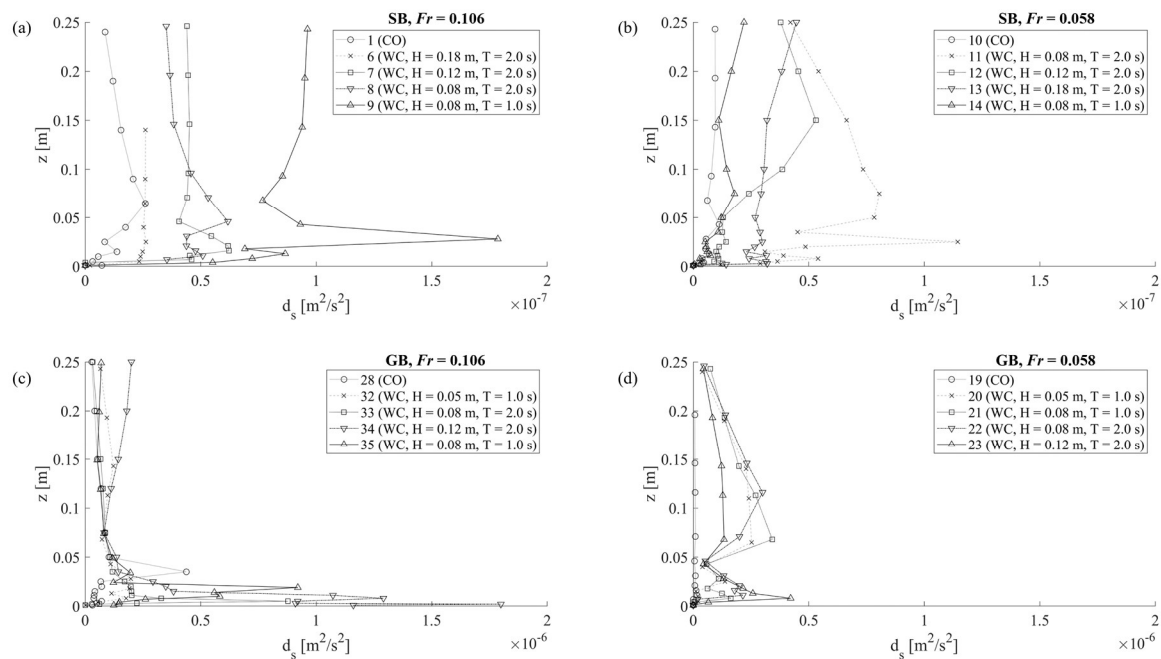 (a)
SB, Fr = 0.106
1 (CO)
6 (WC, H = 0.18 m, T = 2.0 s)
7 (WC, H = 0.12 m, T = 2.0 s)
8 (WC, H = 0.08 m, T = 2.0 s)
9 (WC, H = 0.08 m, T = 1.0 s)
0.25
0.2
0.15
0.1
0.05
0
z [m]
0 0.5 1 1.5 2
d_s [m²/s²]
×10⁻⁷
(b)
SB, Fr = 0.058
10 (CO)
11 (WC, H = 0.08 m, T = 2.0 s)
12 (WC, H = 0.12 m, T = 2.0 s)
13 (WC, H = 0.18 m, T = 2.0 s)
14 (WC, H = 0.08 m, T = 1.0 s)
0.25
0.2
0.15
0.1
0.05
0
z [m]
0 0.5 1 1.5 2
d_s [m²/s²]
×10⁻⁷
(c)
GB, Fr = 0.106
28 (CO)
32 (WC, H = 0.05 m, T = 1.0 s)
33 (WC, H = 0.08 m, T = 2.0 s)
34 (WC, H = 0.12 m, T = 2.0 s)
35 (WC, H = 0.08 m, T = 1.0 s)
0.25
0.2
0.15
0.1
0.05
0
z [m]
0 0.5 1 1.5 2
d_s [m²/s²]
×10⁻⁶
(d)
GB, Fr = 0.058
19 (CO)
20 (WC, H = 0.05 m, T = 1.0 s)
21 (WC, H = 0.08 m, T = 1.0 s)
22 (WC, H = 0.08 m, T = 2.0 s)
23 (WC, H = 0.12 m, T = 2.0 s)
0.25
0.2
0.15
0.1
0.05
0
z [m]
0 0.5 1 1.5 2
d_s [m²/s²]
×10⁻⁶